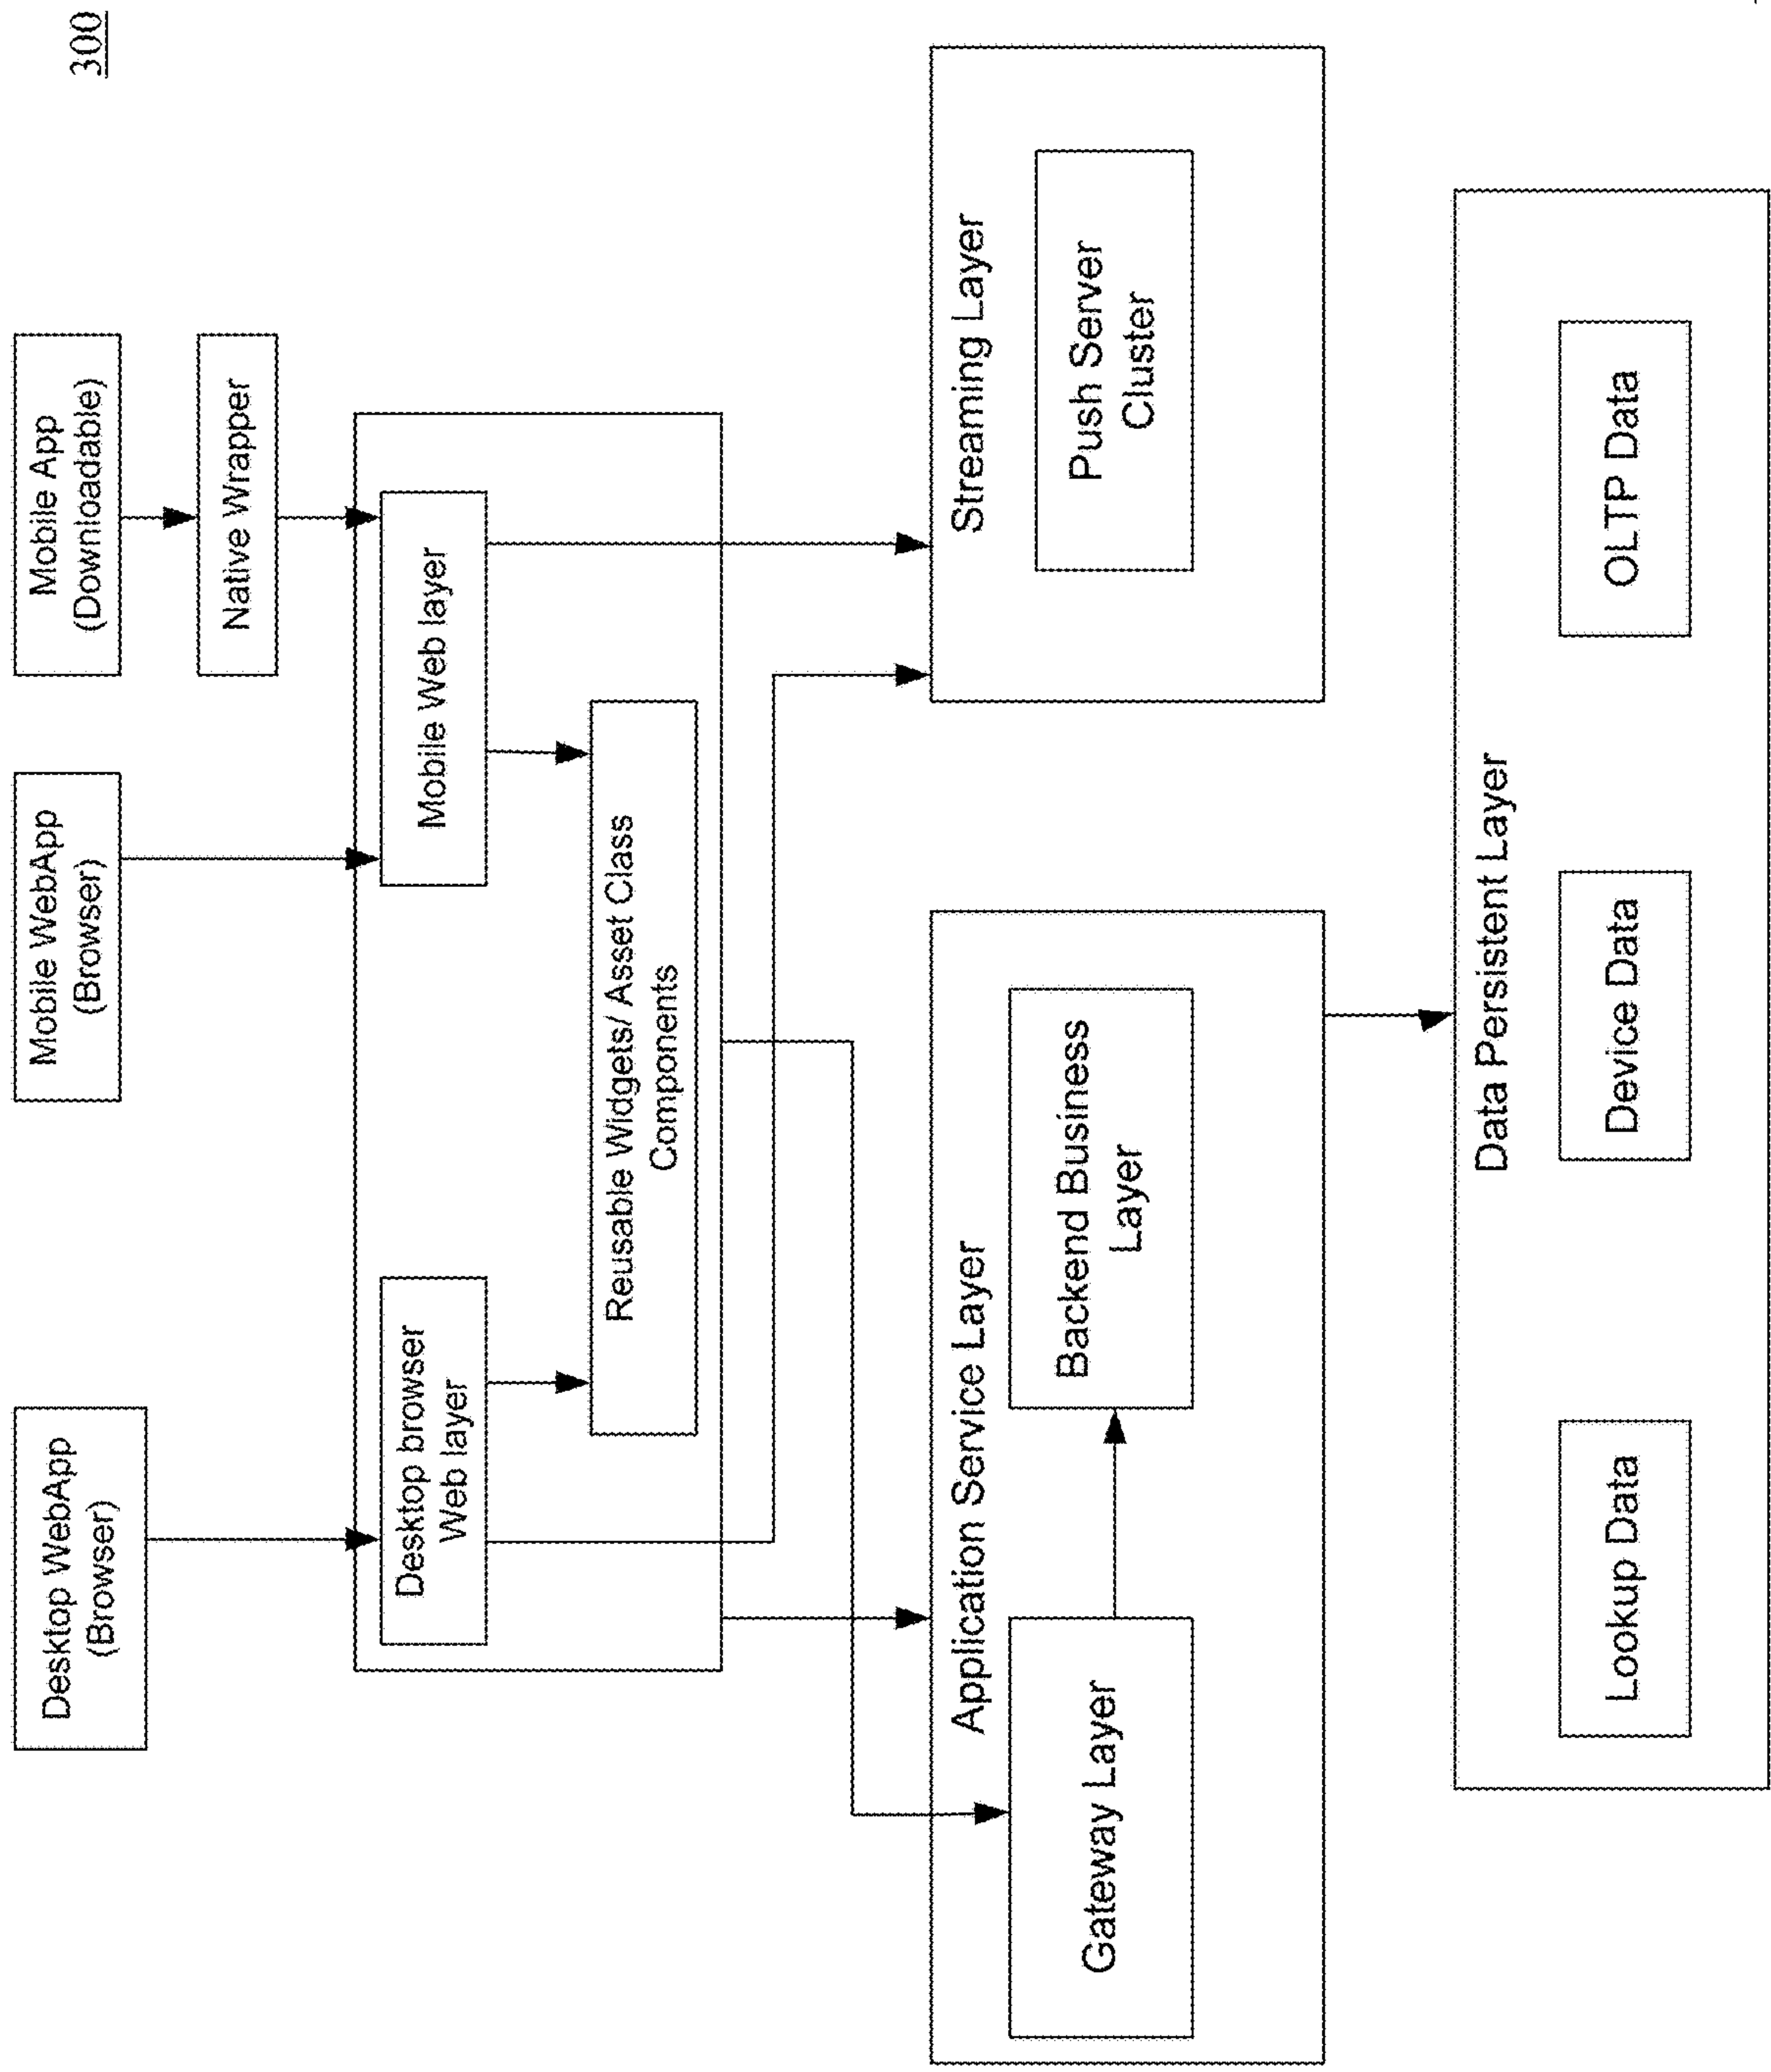 300
Desktop WebApp
(Browser)
Mobile WebApp
(Browser)
Mobile App
(Downloadable)
Native Wrapper
Desktop browser
Web layer
Mobile Web layer
Reusable Widgets/ Asset Class
Components
Application Service Layer
Gateway Layer
Backend Business
Layer
Streaming Layer
Push Server
Cluster
Data Persistent Layer
Lookup Data
Device Data
OLTP Data